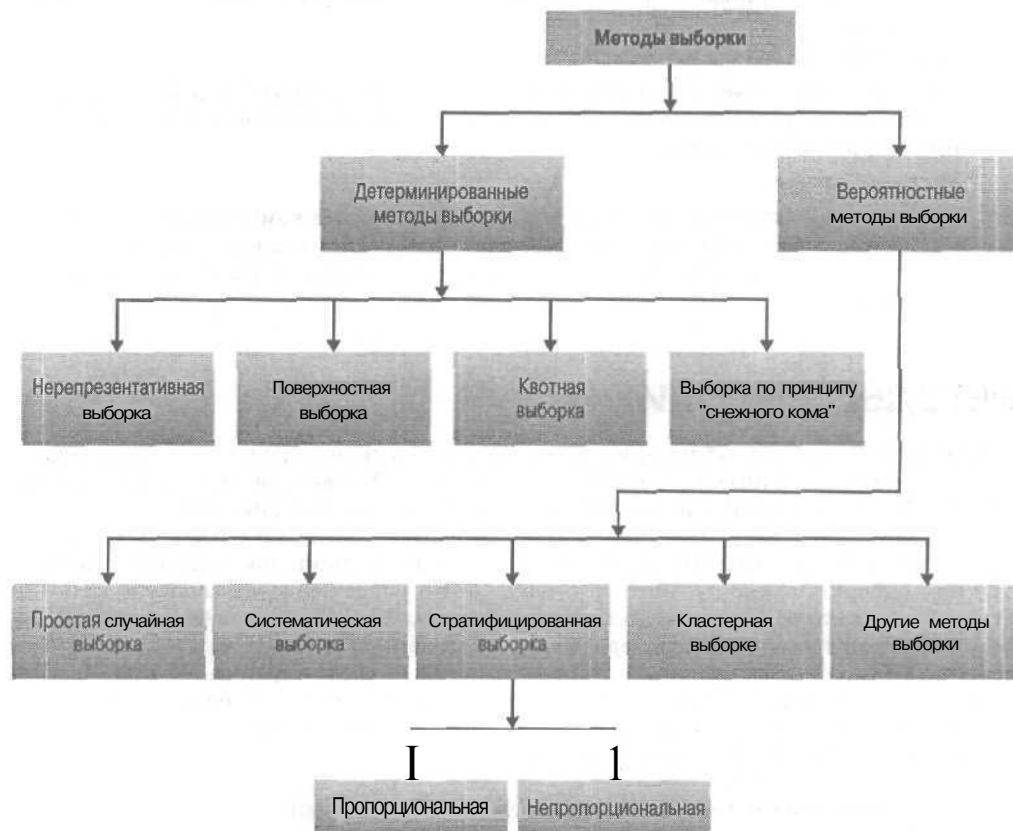 Методы выборки
Детерминированные
методы выборки
Вероятностные
методы выборки
Нерепрезентативная
выборка
Поверхностная
выборка
Квотная
выборка
Выборка по принципу
"снежного кома"
Простая случайная
выборка
Систематическая
выборка
Стратифицированная
выборка
Кластерная
выборке
Другие методы
выборки
I 1
Пропорциональная
Непропорциональная